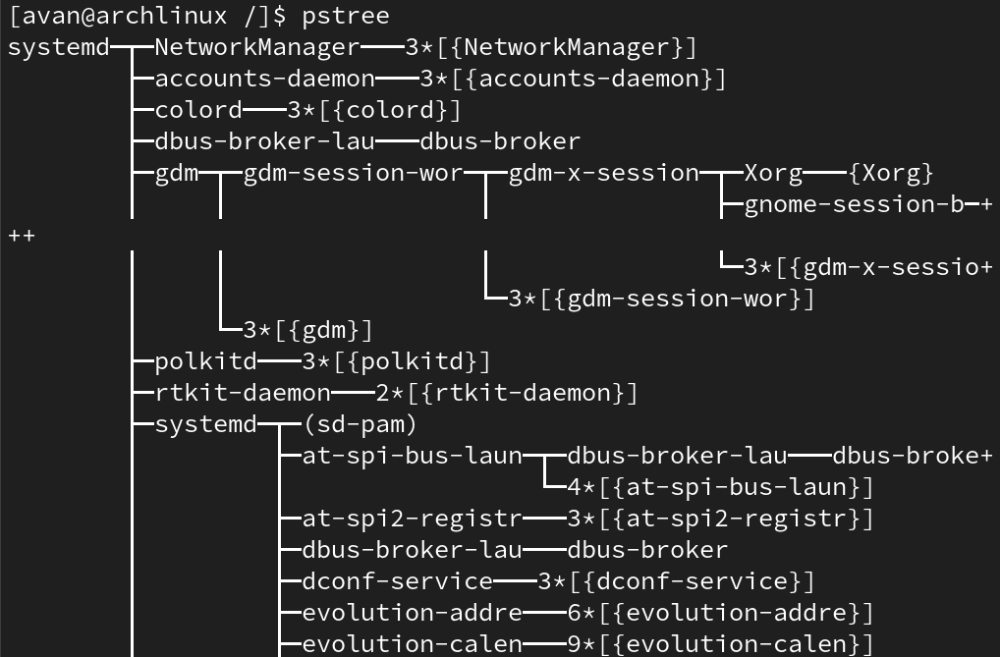 [avan@archlinux /]$ pstree
systemd─┬─NetworkManager───3*[{NetworkManager}]
        ├─accounts-daemon───3*[{accounts-daemon}]
        ├─colord───3*[{colord}]
        ├─dbus-broker-lau───dbus-broker
        ├─gdm─┬─gdm-session-wor─┬─gdm-x-session─┬─Xorg───{Xorg}
        │     │                 │               ├─gnome-session-b─+
++
        │     │                 │               └─3*[{gdm-x-sessio+
        │     │                 └─3*[{gdm-session-wor}]
        │     └─3*[{gdm}]
        ├─polkitd───3*[{polkitd}]
        ├─rtkit-daemon───2*[{rtkit-daemon}]
        ├─systemd─┬─(sd-pam)
        │         ├─at-spi-bus-laun─┬─dbus-broker-lau───dbus-broke+
        │         │                 └─4*[{at-spi-bus-laun}]
        │         ├─at-spi2-registr───3*[{at-spi2-registr}]
        │         ├─dbus-broker-lau───dbus-broker
        │         ├─dconf-service───3*[{dconf-service}]
        │         ├─evolution-addre───6*[{evolution-addre}]
        │         ├─evolution-calen───9*[{evolution-calen}]